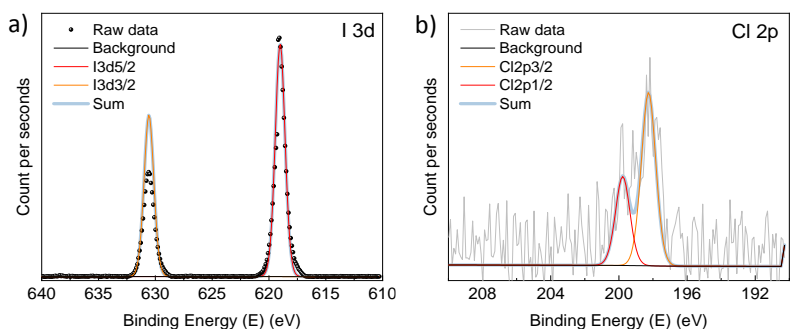 a)
I 3d
Raw data
Background
I3d5/2
I3d3/2
Sum
Count per seconds
640 635 630 625 620 615 610
Binding Energy (E) (eV)
b)
Cl 2p
Raw data
Background
Cl2p3/2
Cl2p1/2
Sum
Count per seconds
208 204 200 196 192
Binding Energy (E) (eV)